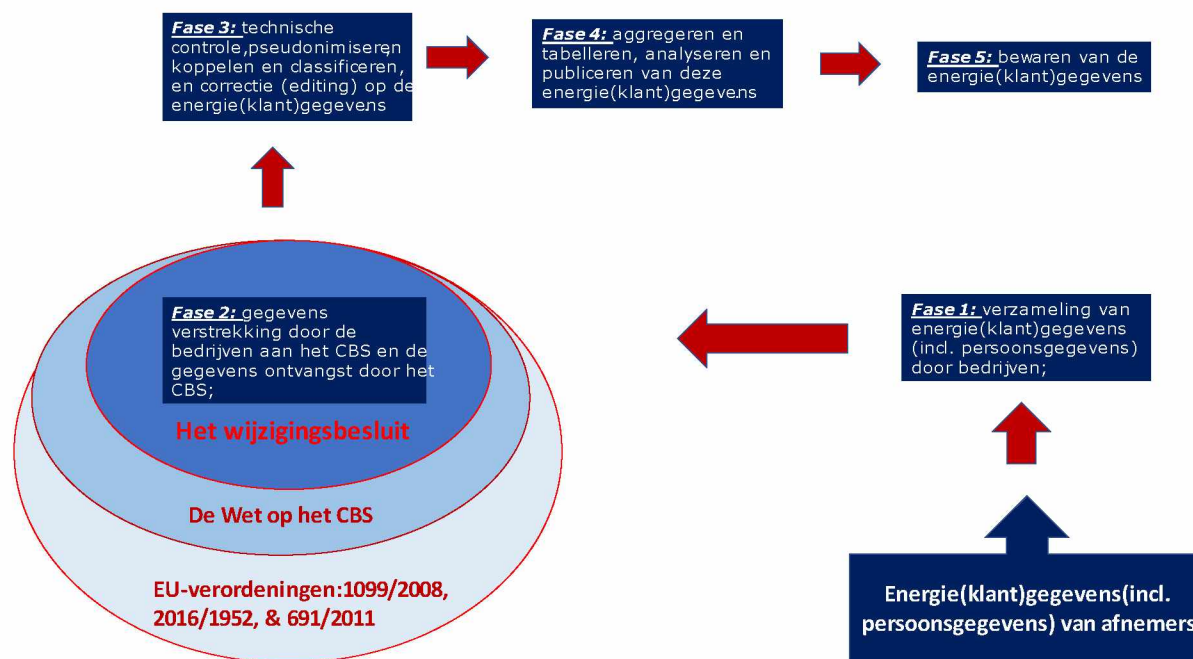 Fase 3: technische
controle,pseudonimiseren,
koppelen en classificeren,
en correctie (editing) op de
energie(klant)gegevens
Fase 4: aggregeren en
tabelleren, analyseren en
publiceren van deze
energie(klant)gegevens.
Fase 5: bewaren van de
energie(klant)gegevens
Fase 2: gegevens
verstrekking door de
bedrijven aan het CBS en de
gegevens ontvangst door het
CBS;
Het wijzigingsbesluit
De Wet op het CBS
EU-verordeningen:1099/2008,
2016/1952, & 691/2011
Fase 1: verzameling van
energie(klant)gegevens
(incl. persoonsgegevens)
door bedrijven;
Energie(klant)gegevens(incl.
persoonsgegevens) van afnemers